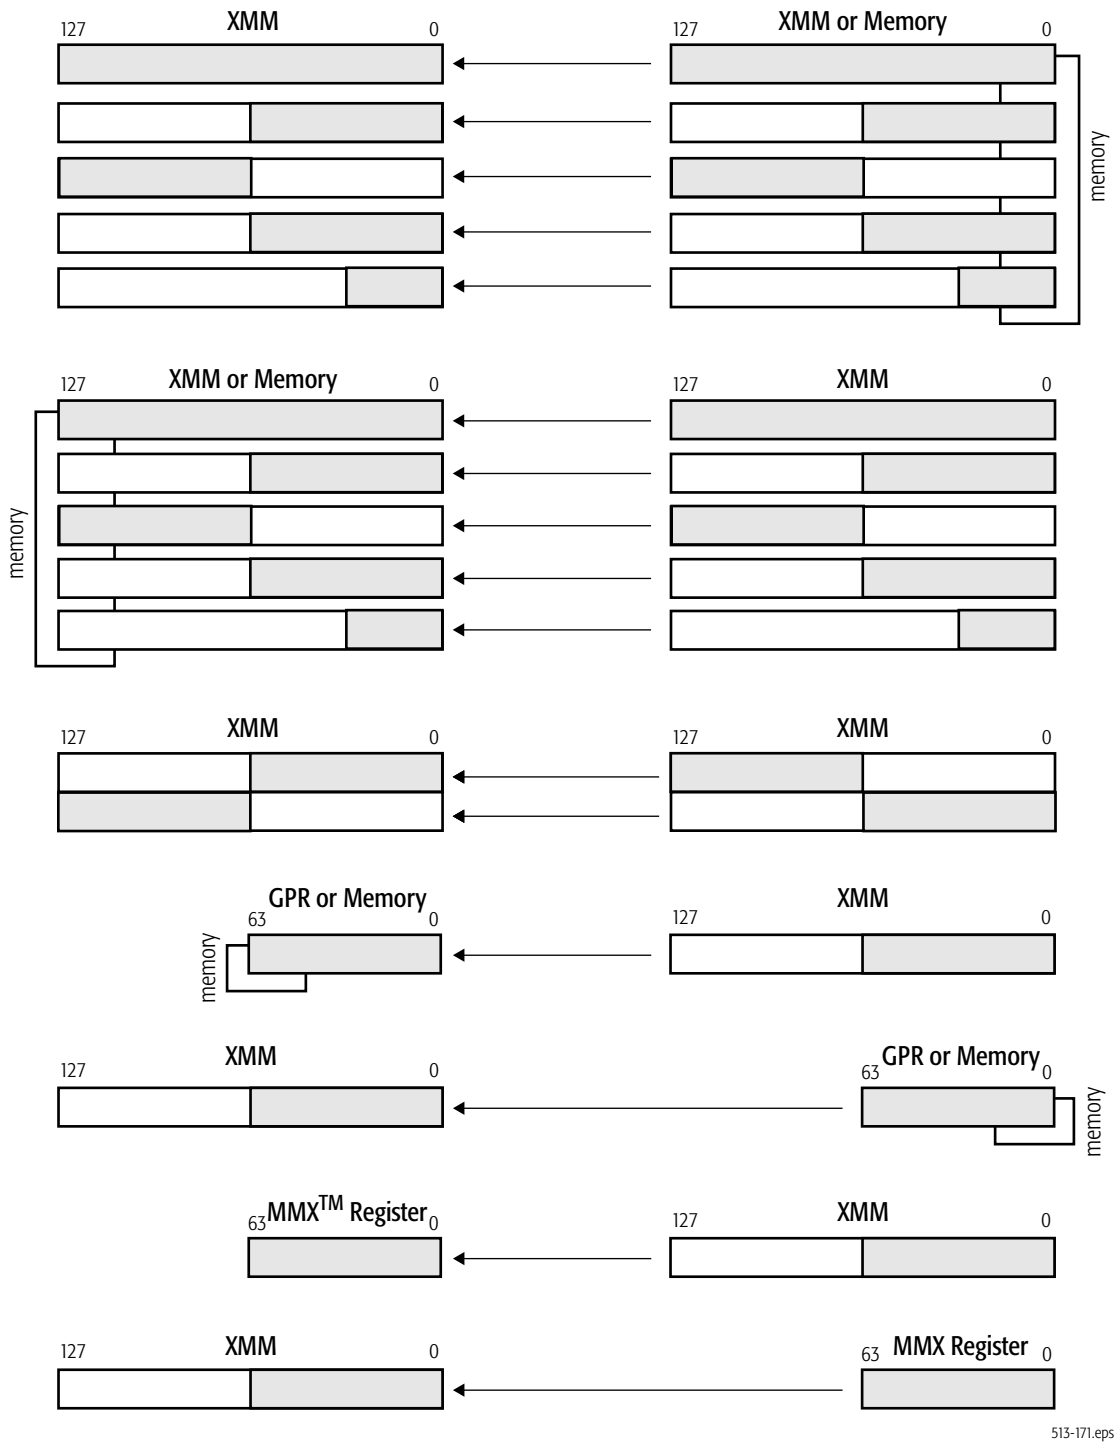 XMM XMM or Memory
127 0 127 0
memory
XMM or Memory XMM
127 0 127 0
memory
XMM XMM
127 0 127 0
GPR or Memory XMM
63 0 127 0
memory
XMM GPR or Memory
127 0 63 0
memory
MMX™ Register XMM
63 0 127 0
XMM MMX Register
127 0 63 0
513-171.eps